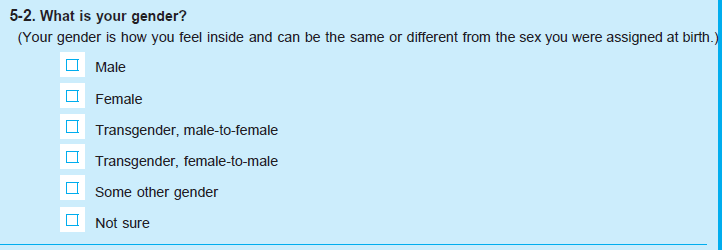 5-2. What is your gender?
(Your gender is how you feel inside and can be the same or different from the sex you were assigned at birth.)
Male
Female
Transgender, male-to-female
Transgender, female-to-male
Some other gender
Not sure